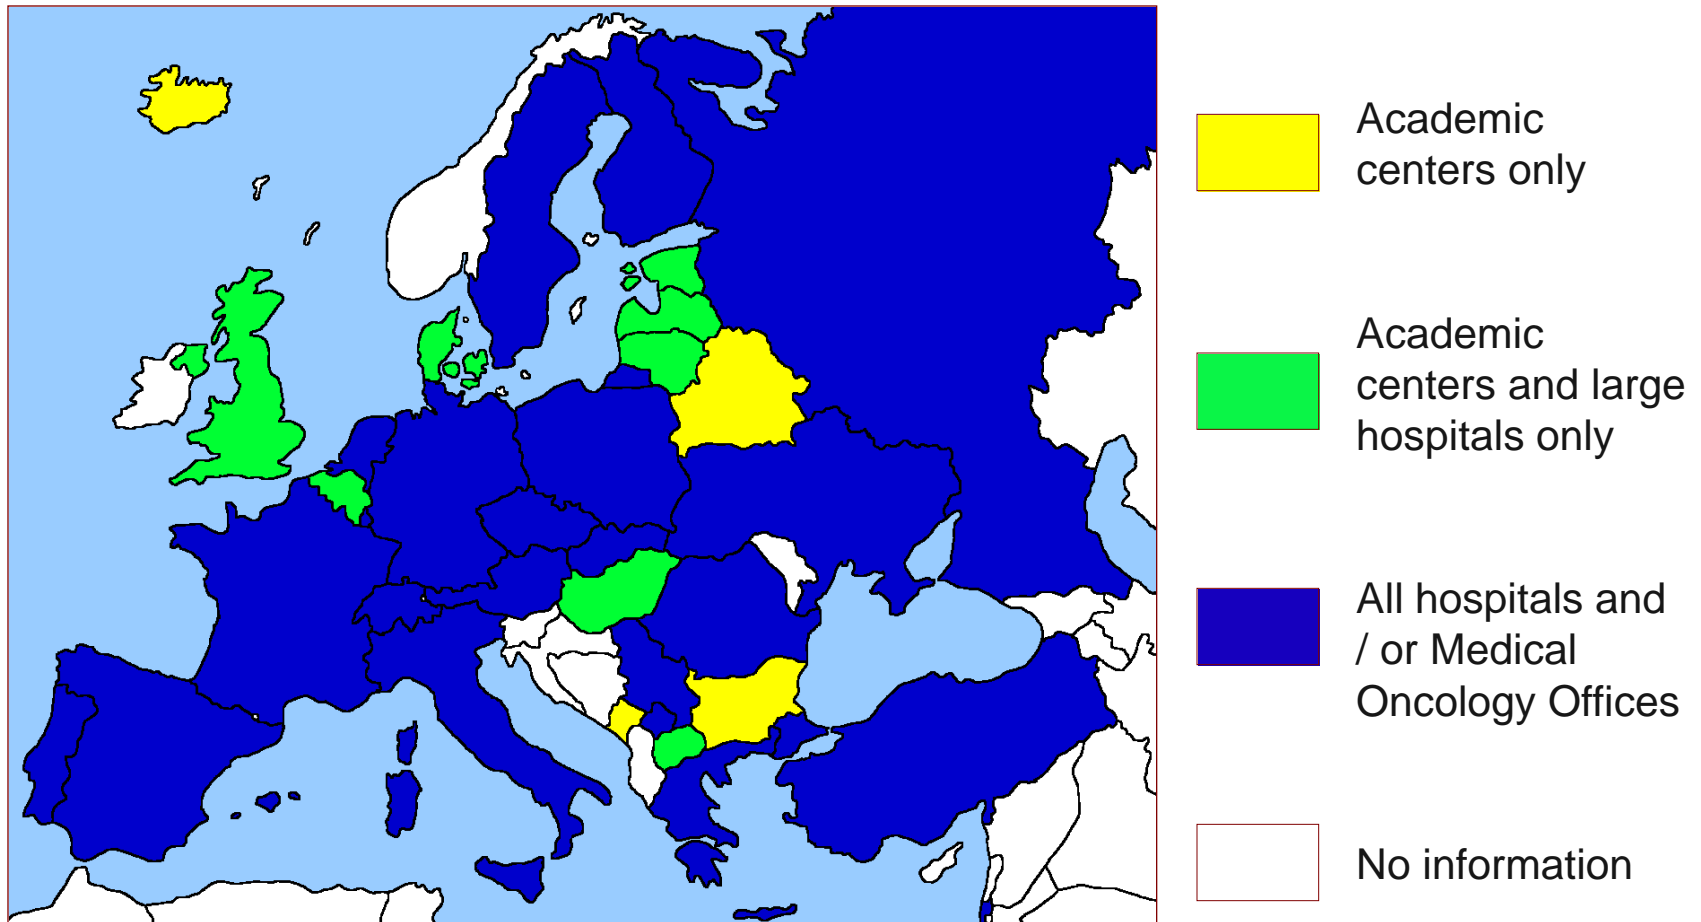 Academic
centers only
Academic
centers and large
hospitals only
All hospitals and
/ or Medical
Oncology Offices
No information